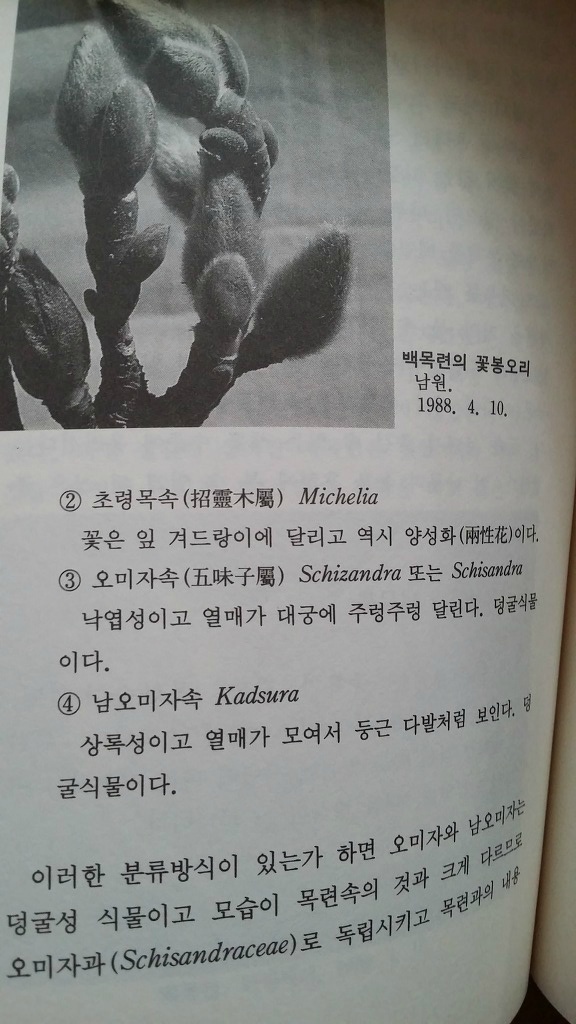 백목련의 꽃봉오리
남원.
1988. 4. 10.
② 초령목속(招靈木屬) Michelia
꽃은 잎 겨드랑이에 달리고 역시 양성화(兩性花)이다.
③ 오미자속(五味子屬) Schizandra 또는 Schisandra
낙엽성이고 열매가 대궁에 주렁주렁 달린다. 덩굴식물
이다.
④ 남오미자속 Kadsura
상록성이고 열매가 모여서 둥근 다발처럼 보인다. 덩
굴식물이다.
이러한 분류방식이 있는가 하면 오미자와 남오미자는
덩굴성 식물이고 모습이 목련속의 것과 크게 다르므로
오미자과(Schisandraceae)로 독립시키고 목련과의 내용